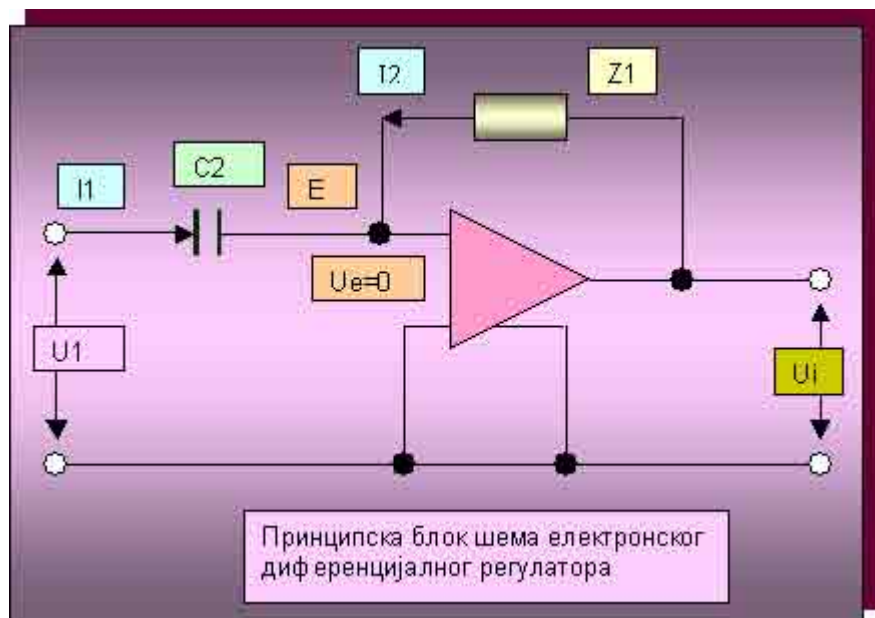 I2
Z1
C2
I1
E
Ue=0
U1
Ui
Принципска блок шема електронског
диференцијалног регулатора